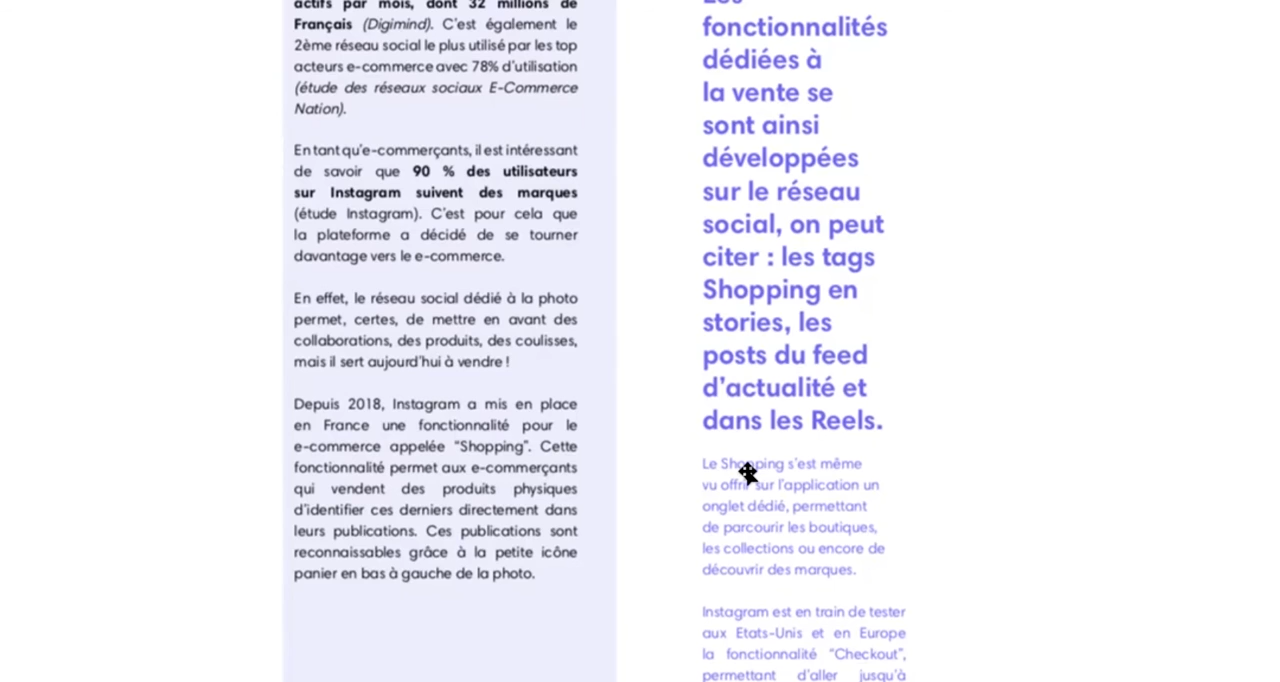 actifs par mois, dont 32 millions de
Français (Digimind). C'est également le
2ème réseau social le plus utilisé par les top
acteurs e-commerce avec 78% d'utilisation
(étude des réseaux sociaux E-Commerce
Nation).
En tant qu'e-commerçants, il est intéressant
de savoir que 90 % des utilisateurs
sur Instagram suivent des marques
(étude Instagram). C'est pour cela que
la plateforme a décidé de se tourner
davantage vers le e-commerce.
En effet, le réseau social dédié à la photo
permet, certes, de mettre en avant des
collaborations, des produits, des coulisses,
mais il sert aujourd'hui à vendre !
Depuis 2018, Instagram a mis en place
en France une fonctionnalité pour le
e-commerce appelée “Shopping”. Cette
fonctionnalité permet aux e-commerçants
qui vendent des produits physiques
d'identifier ces derniers directement dans
leurs publications. Ces publications sont
reconnaissables grâce à la petite icône
panier en bas à gauche de la photo.
Les
fonctionnalités
dédiées à
la vente se
sont ainsi
développées
sur le réseau
social, on peut
citer : les tags
Shopping en
stories, les
posts du feed
d'actualité et
dans les Reels.
Le Shopping s'est même
vu offrir sur l'application un
onglet dédié, permettant
de parcourir les boutiques,
les collections ou encore de
découvrir des marques.
Instagram est en train de tester
aux Etats-Unis et en Europe
la fonctionnalité “Checkout”,
permettant d'aller jusqu'à